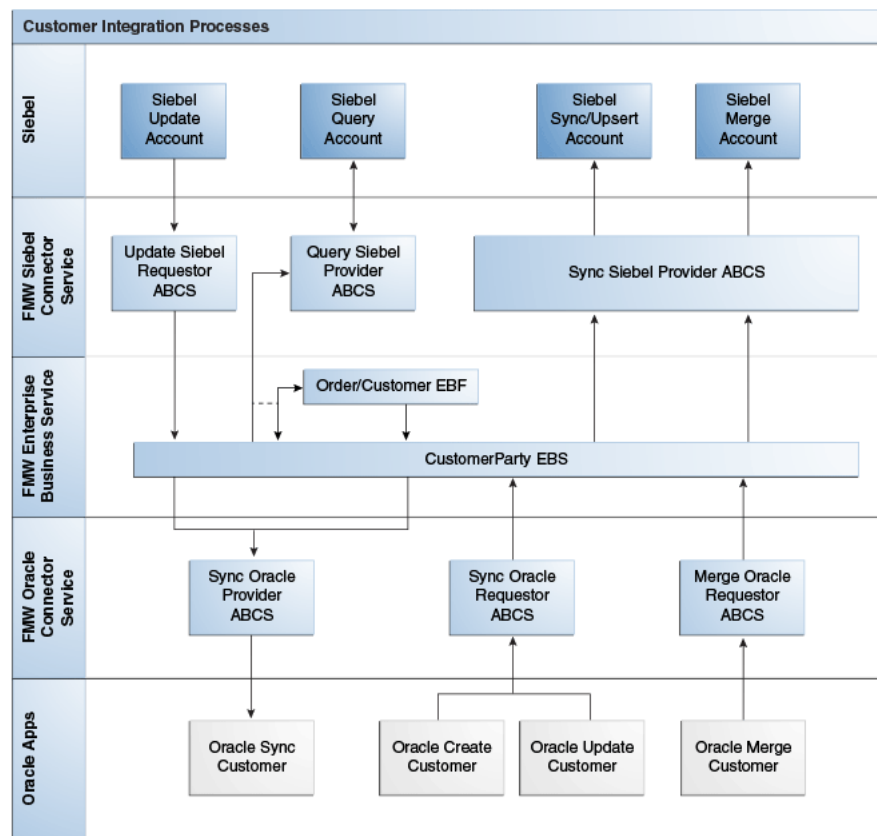 Customer Integration Processes
Siebel
Siebel
Update
Account
Siebel
Query
Account
Siebel
Sync/Upsert
Account
Siebel
Merge
Account
FMW Siebel
Connector
Service
Update Siebel
Requestor
ABCS
Query Siebel
Provider
ABCS
Sync Siebel Provider ABCS
FMW Enterprise
Business Service
Order/Customer EBF
CustomerParty EBS
FMW Oracle
Connector
Service
Sync Oracle
Provider
ABCS
Sync Oracle
Requestor
ABCS
Merge Oracle
Requestor
ABCS
Oracle Apps
Oracle Sync
Customer
Oracle Create
Customer
Oracle Update
Customer
Oracle Merge
Customer